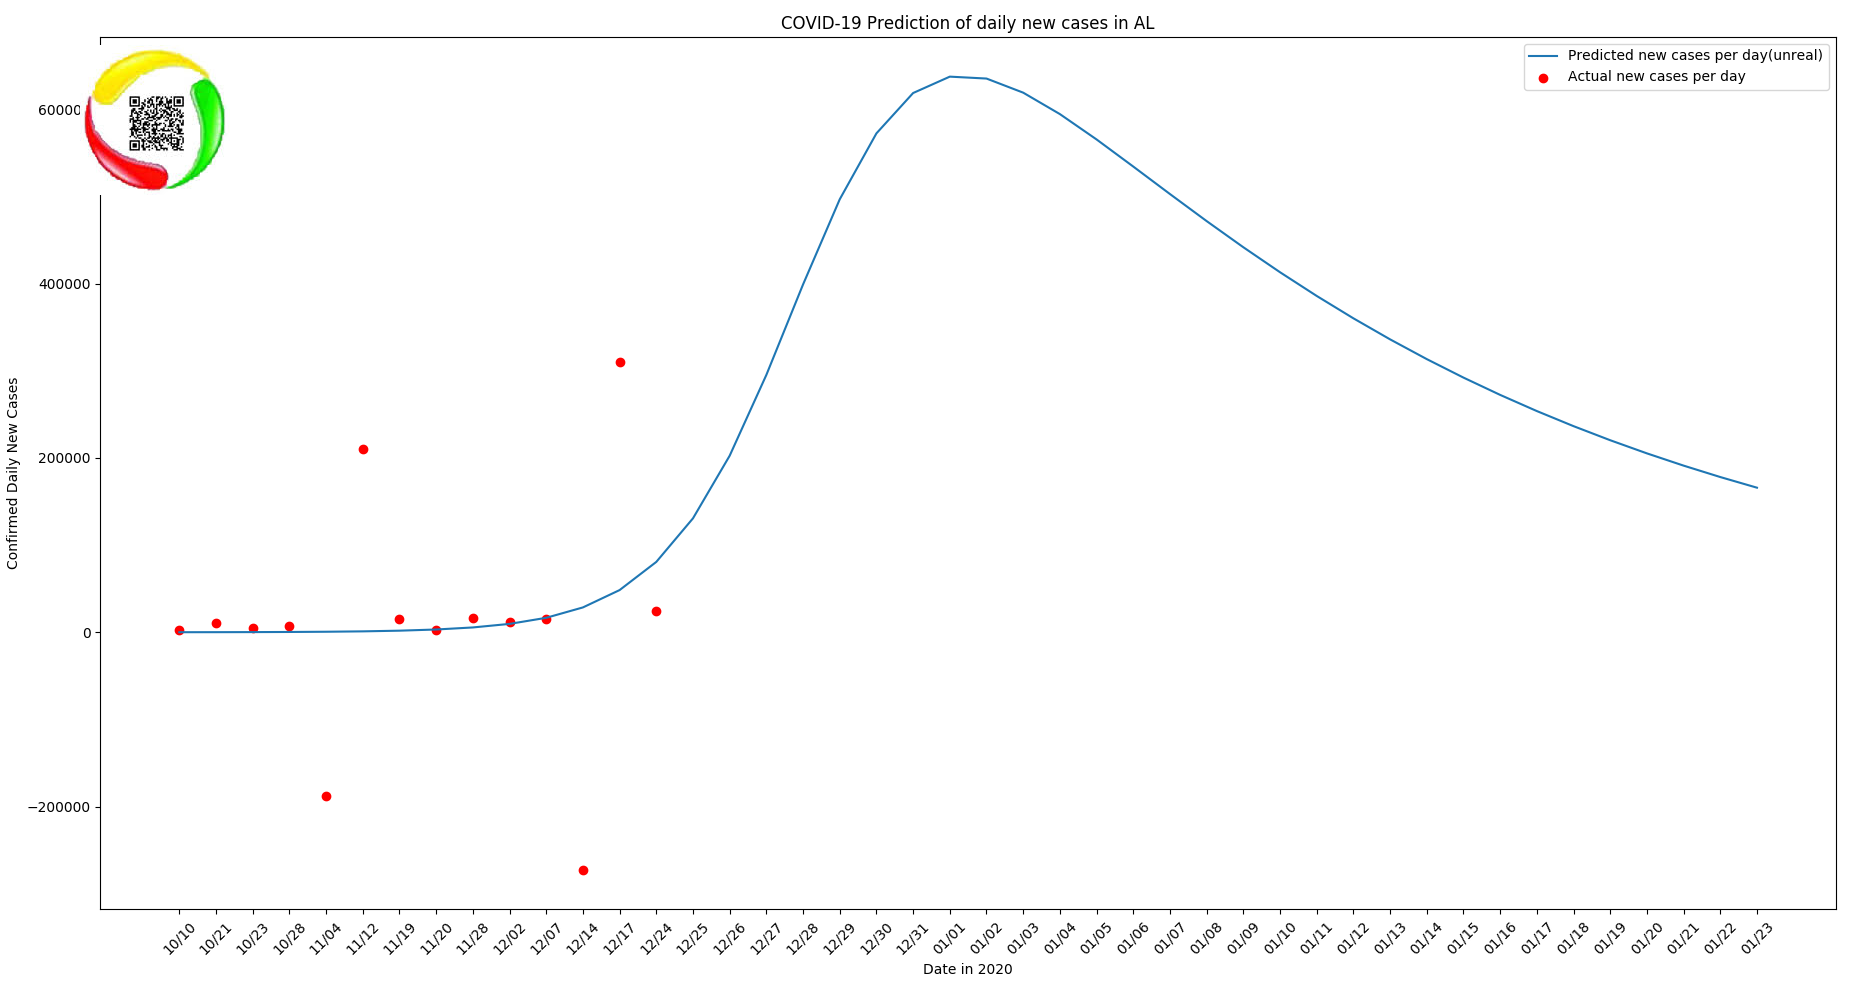 COVID-19 Prediction of daily new cases in AL
Predicted new cases per day(unreal)
Actual new cases per day
Confirmed Daily New Cases
60000
400000
200000
0
−200000
10/10 10/21 10/23 10/28 11/04 11/12 11/19 11/20 11/28 12/02 12/07 12/14 12/17 12/24 12/25 12/26 12/27 12/28 12/29 12/30 12/31 01/01 01/02 01/03 01/04 01/05 01/06 01/07 01/08 01/09 01/10 01/11 01/12 01/13 01/14 01/15 01/16 01/17 01/18 01/19 01/20 01/21 01/22 01/23
Date in 2020